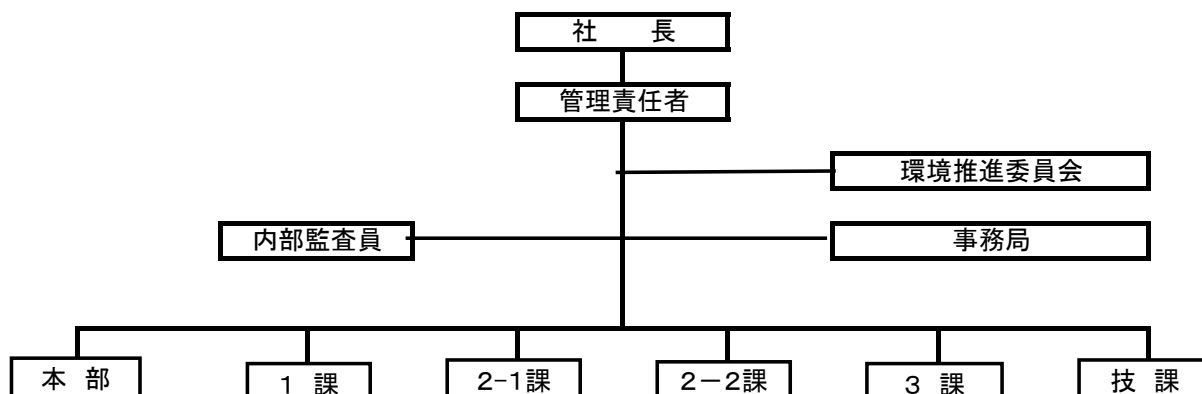 社　長
管理責任者
環境推進委員会
内部監査員
事務局
本 部
１ 課
2-1課
２－２課
３ 課
技 課